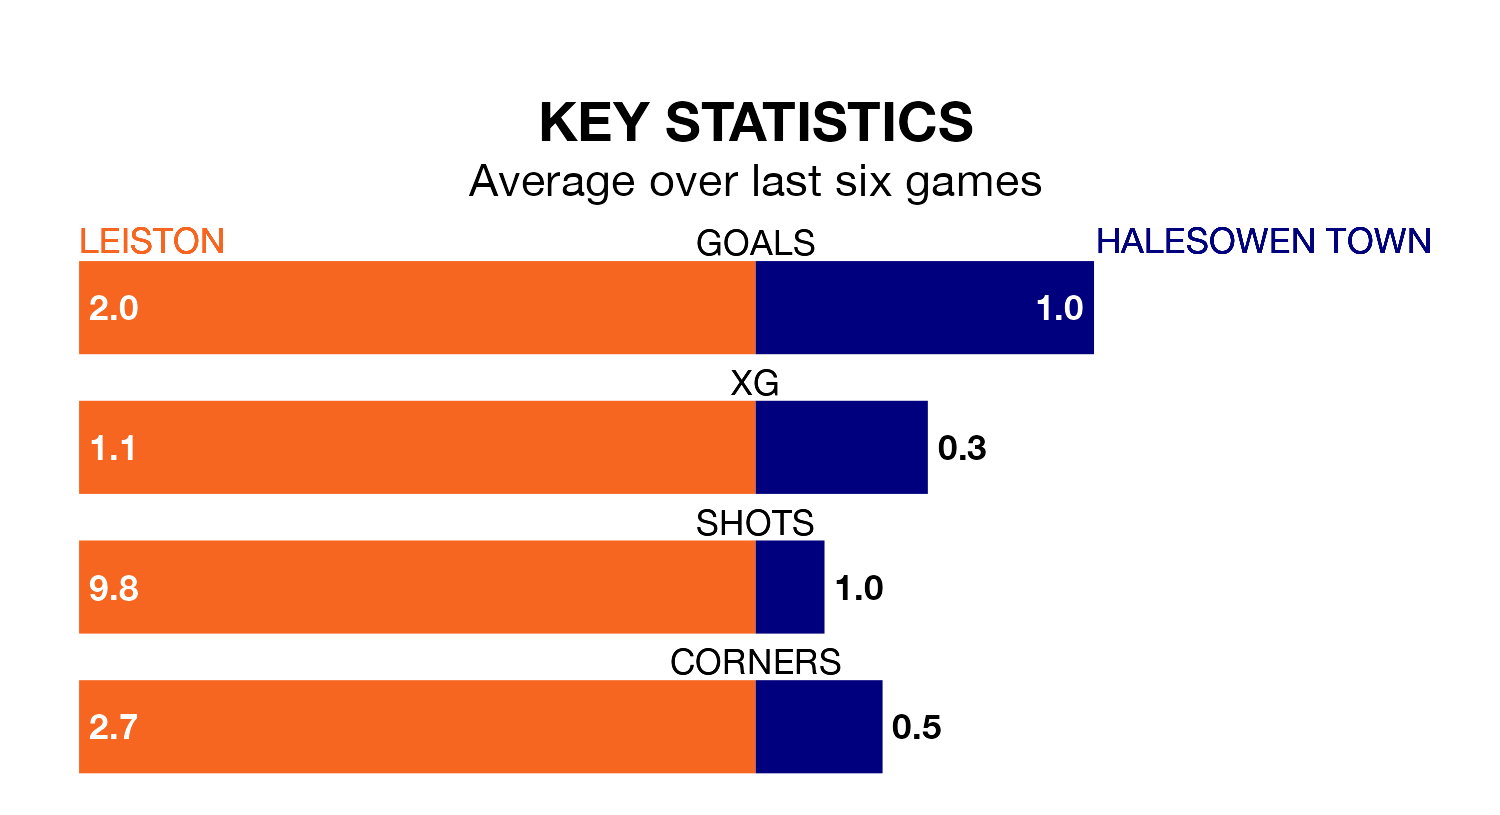 KEY STATISTICS
Average over last six games
LEISTON GOALS HALESOWEN TOWN
2.0 1.0
XG
1.1 0.3
SHOTS
9.8 1.0
CORNERS
2.7 0.5